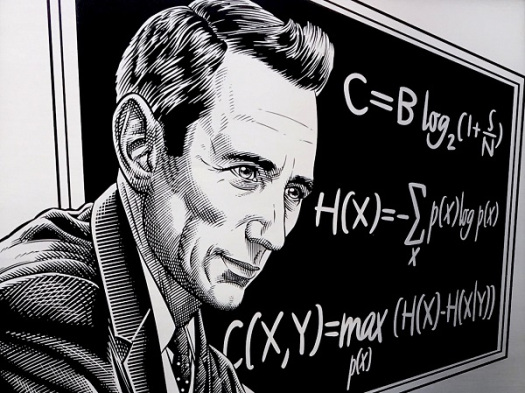 C=B log₂(1+S/N)
H(X)=-∑ p(x)log p(x)
X
C(X,Y)=max (H(X)-H(X|Y))
p(x)